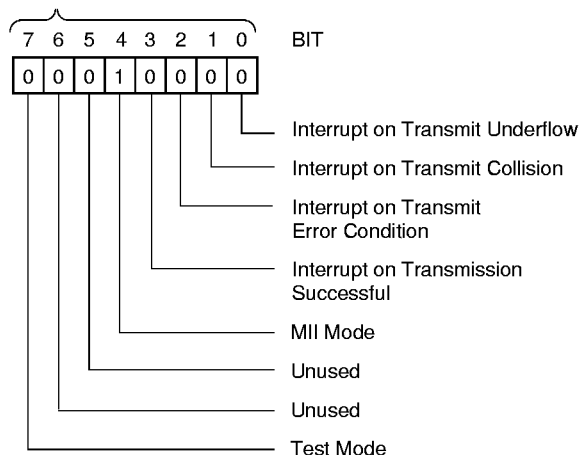 7 6 5 4 3 2 1 0 BIT
0 0 0 1 0 0 0 0
Interrupt on Transmit Underflow
Interrupt on Transmit Collision
Interrupt on Transmit
Error Condition
Interrupt on Transmission
Successful
MII Mode
Unused
Unused
Test Mode